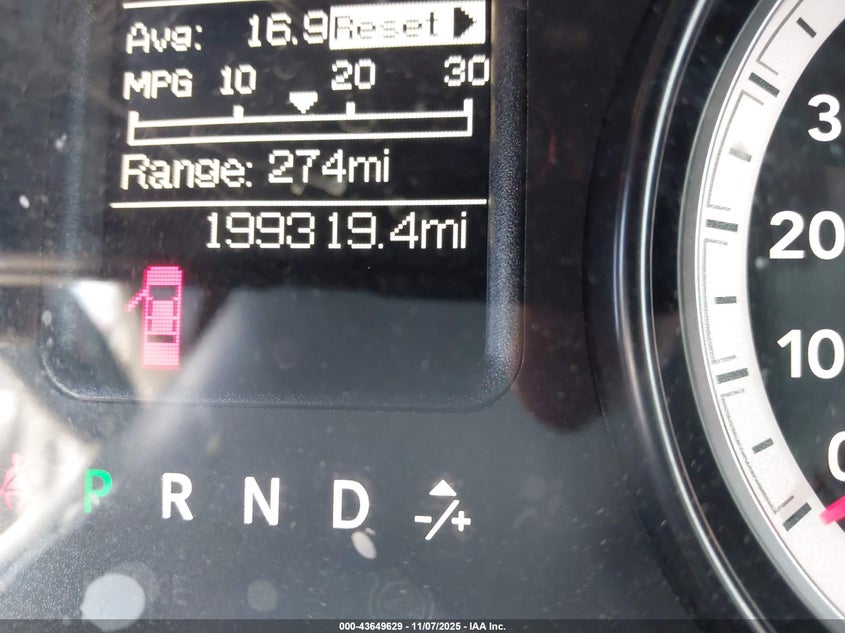 Avg: 16.9 Reset
MPG 10 20 30
Range: 274mi
199319.4mi
P R N D -/+
3
20
10
0
000-43649629 - 11/07/2025 - IAA Inc.